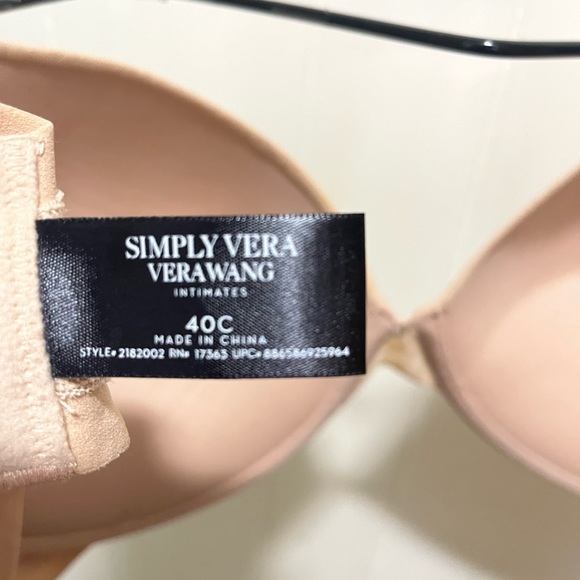 SIMPLY VERA
VERAWANG
INTIMATES
40C
MADE IN CHINA
STYLE# 2182002 RN# 17363 UPC# 886586925964